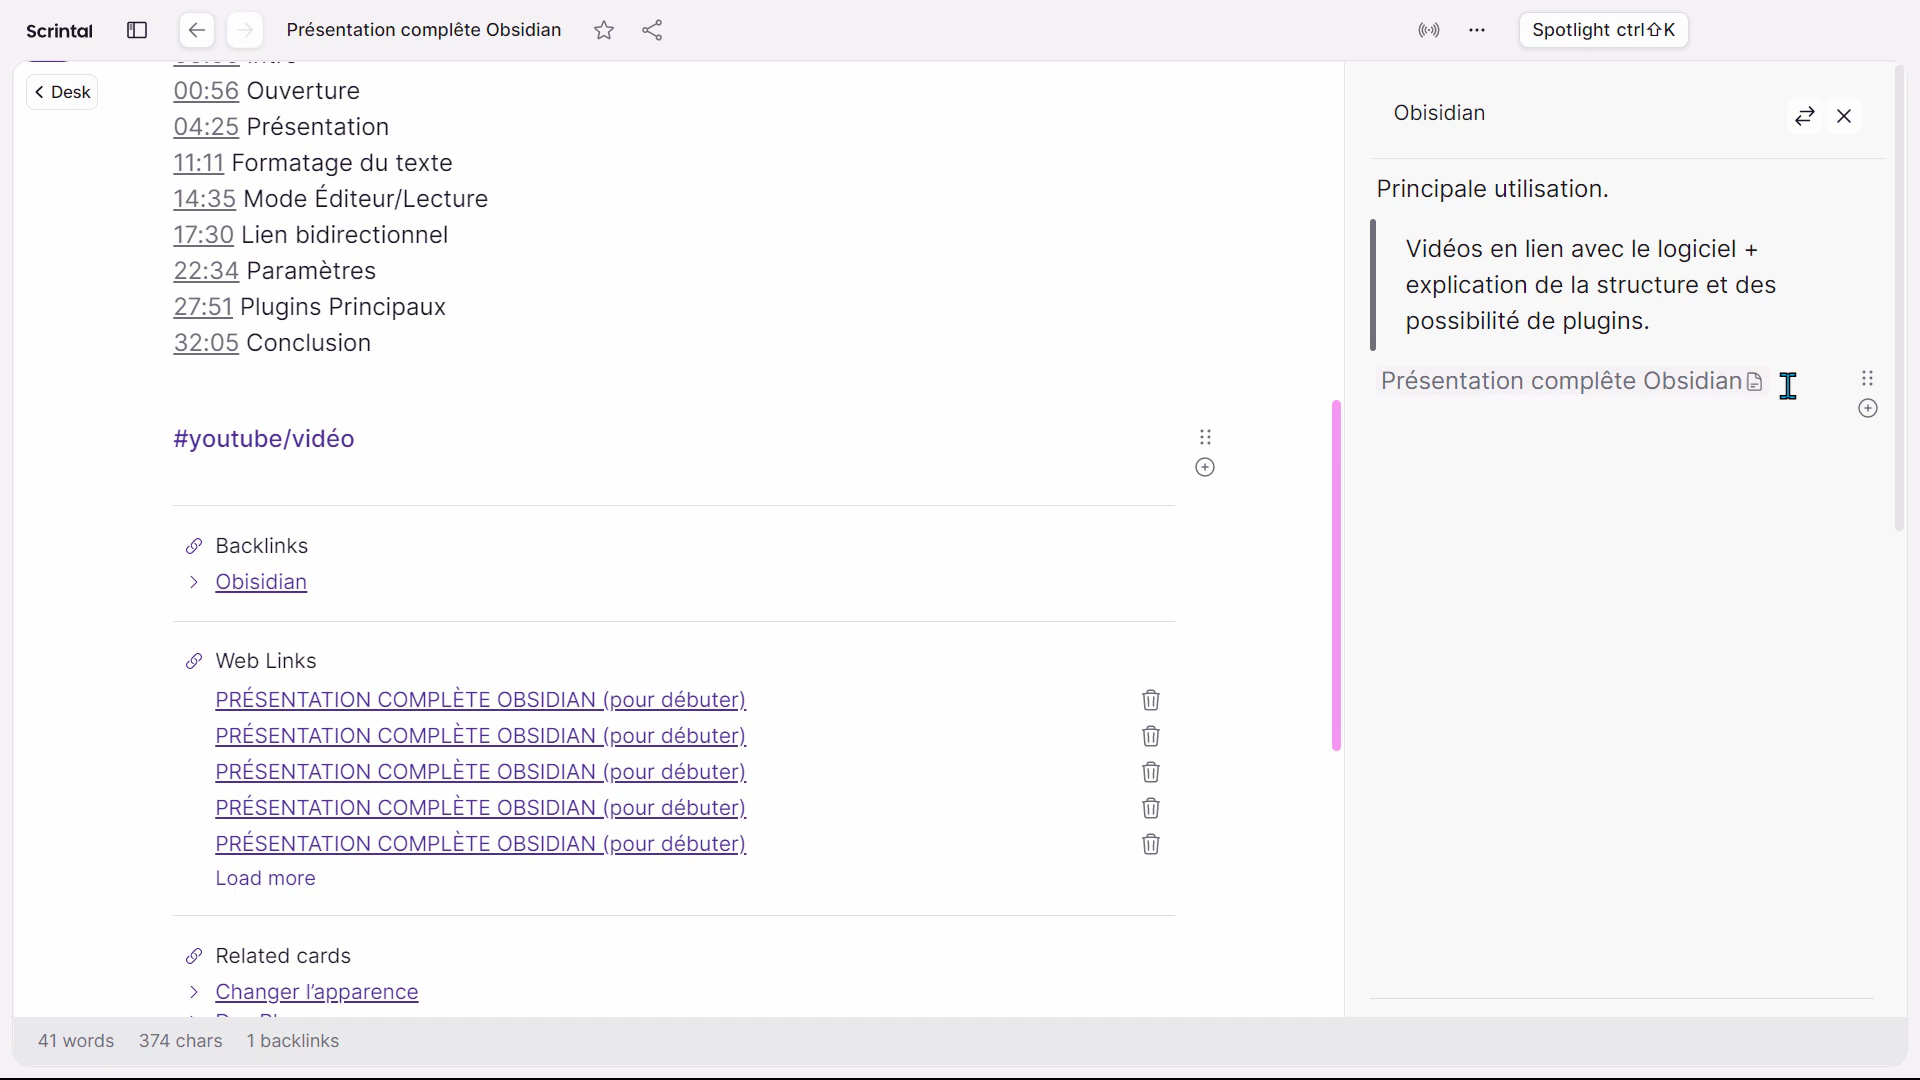 Scrintal
Présentation complête Obsidian
Spotlight ctrl⇧K
Desk
00:56 Ouverture
04:25 Présentation
11:11 Formatage du texte
14:35 Mode Éditeur/Lecture
17:30 Lien bidirectionnel
22:34 Paramètres
27:51 Plugins Principaux
32:05 Conclusion
#youtube/vidéo
Backlinks
Obisidian
Web Links
PRÉSENTATION COMPLÈTE OBSIDIAN (pour débuter)
PRÉSENTATION COMPLÈTE OBSIDIAN (pour débuter)
PRÉSENTATION COMPLÈTE OBSIDIAN (pour débuter)
PRÉSENTATION COMPLÈTE OBSIDIAN (pour débuter)
PRÉSENTATION COMPLÈTE OBSIDIAN (pour débuter)
Load more
Related cards
Changer l'apparence
Obisidian
Principale utilisation.
Vidéos en lien avec le logiciel +
explication de la structure et des
possibilité de plugins.
Présentation complête Obsidian
41 words 374 chars 1 backlinks